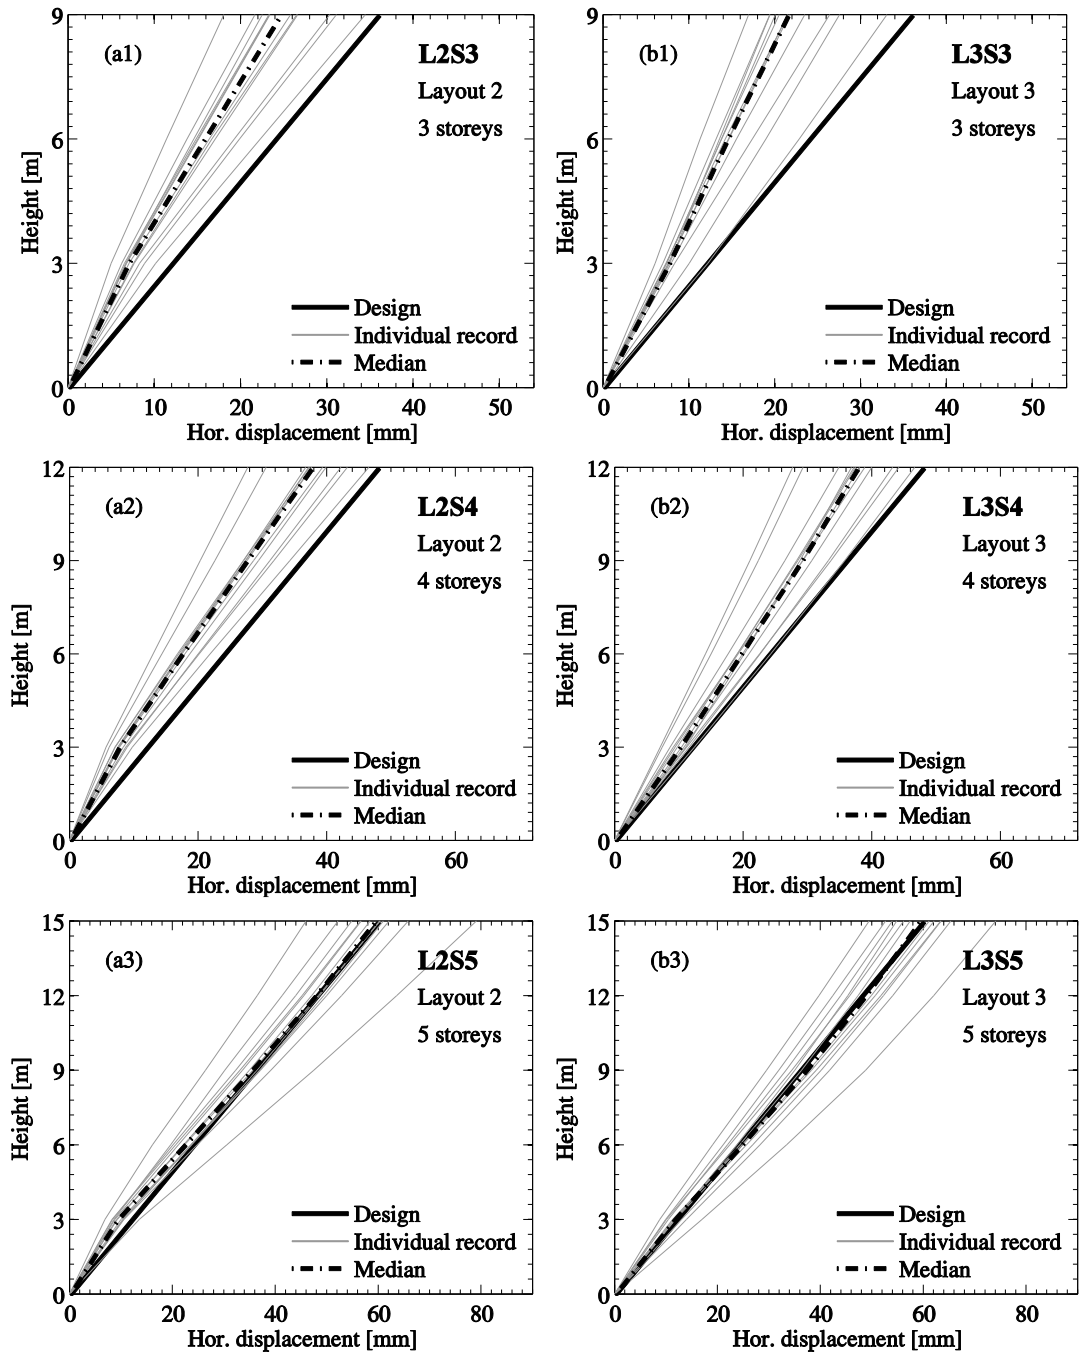 9
(a1)
L2S3
Layout 2
3 storeys
6
3
0
Height [m]
Design
Individual record
Median
0 10 20 30 40 50
Hor. displacement [mm]
9
(b1)
L3S3
Layout 3
3 storeys
6
3
0
Height [m]
Design
Individual record
Median
0 10 20 30 40 50
Hor. displacement [mm]
12
(a2)
L2S4
Layout 2
4 storeys
9
6
3
0
Height [m]
Design
Individual record
Median
0 20 40 60
Hor. displacement [mm]
12
(b2)
L3S4
Layout 3
4 storeys
9
6
3
0
Height [m]
Design
Individual record
Median
0 20 40 60
Hor. displacement [mm]
15
(a3)
L2S5
Layout 2
5 storeys
12
9
6
3
0
Height [m]
Design
Individual record
Median
0 20 40 60 80
Hor. displacement [mm]
15
(b3)
L3S5
Layout 3
5 storeys
12
9
6
3
0
Height [m]
Design
Individual record
Median
0 20 40 60 80
Hor. displacement [mm]